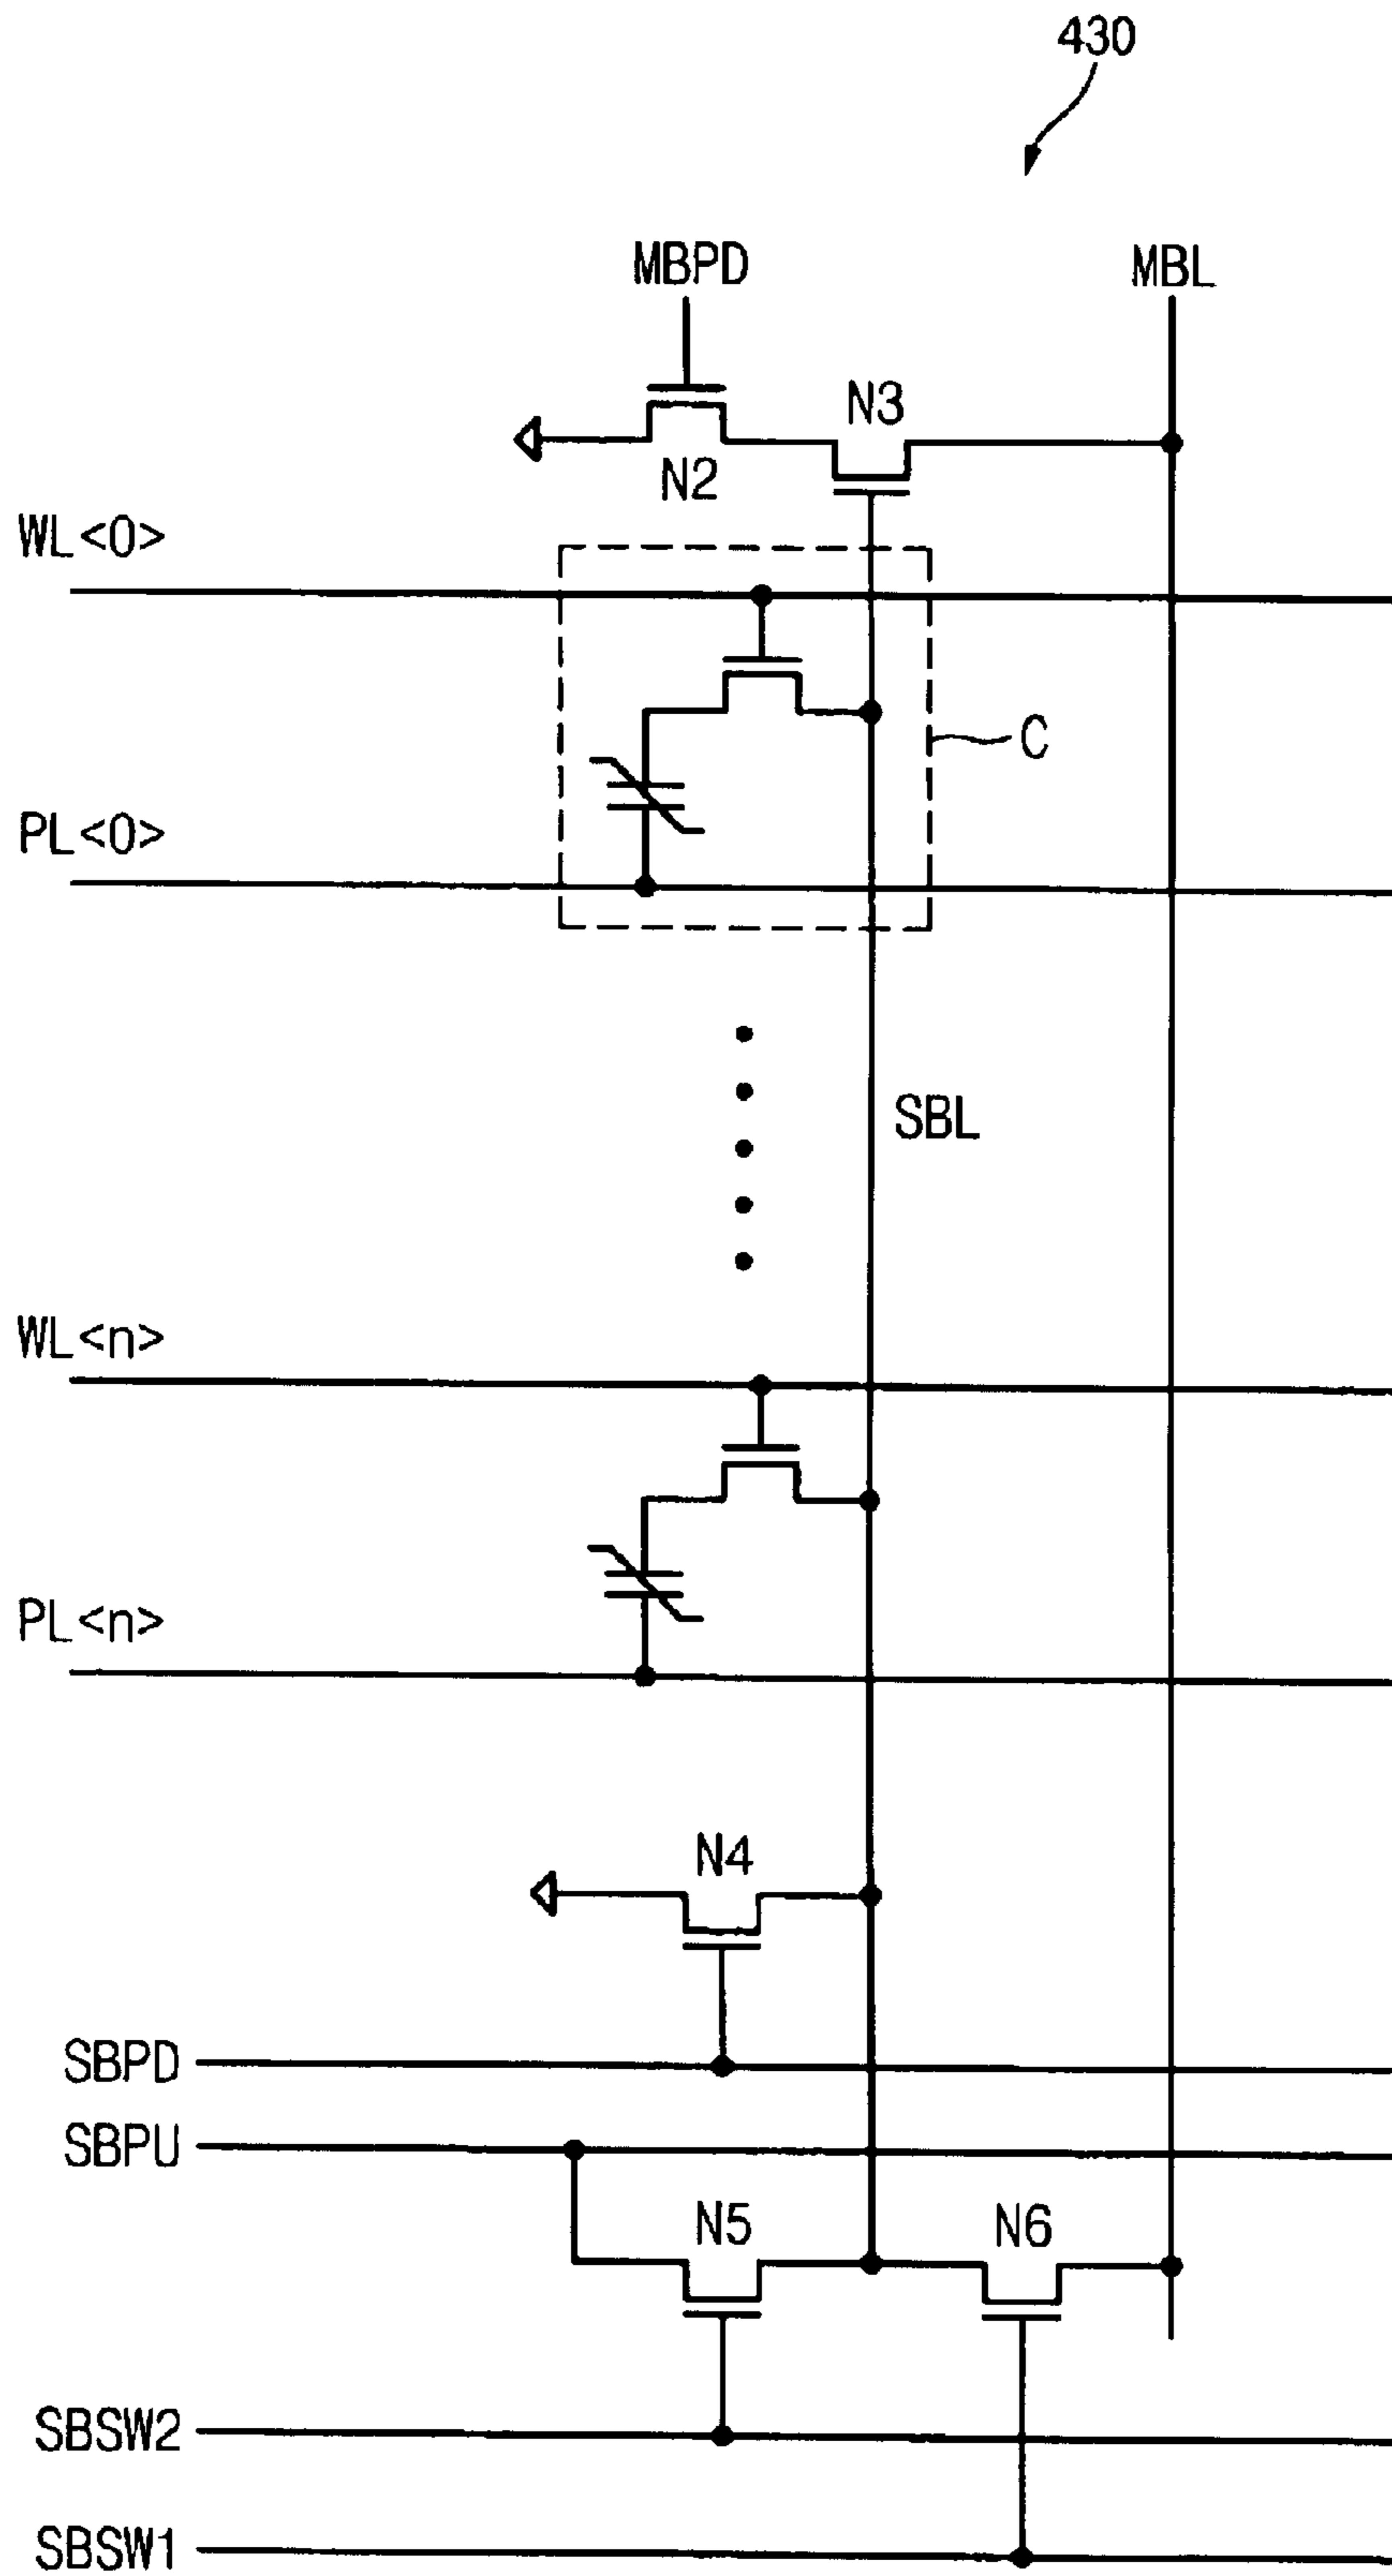 430
MBPD
MBL
N3
N2
WL<0>
C
PL<0>
SBL
WL<n>
PL<n>
N4
SBPD
SBPU
N5
N6
SBSW2
SBSW1